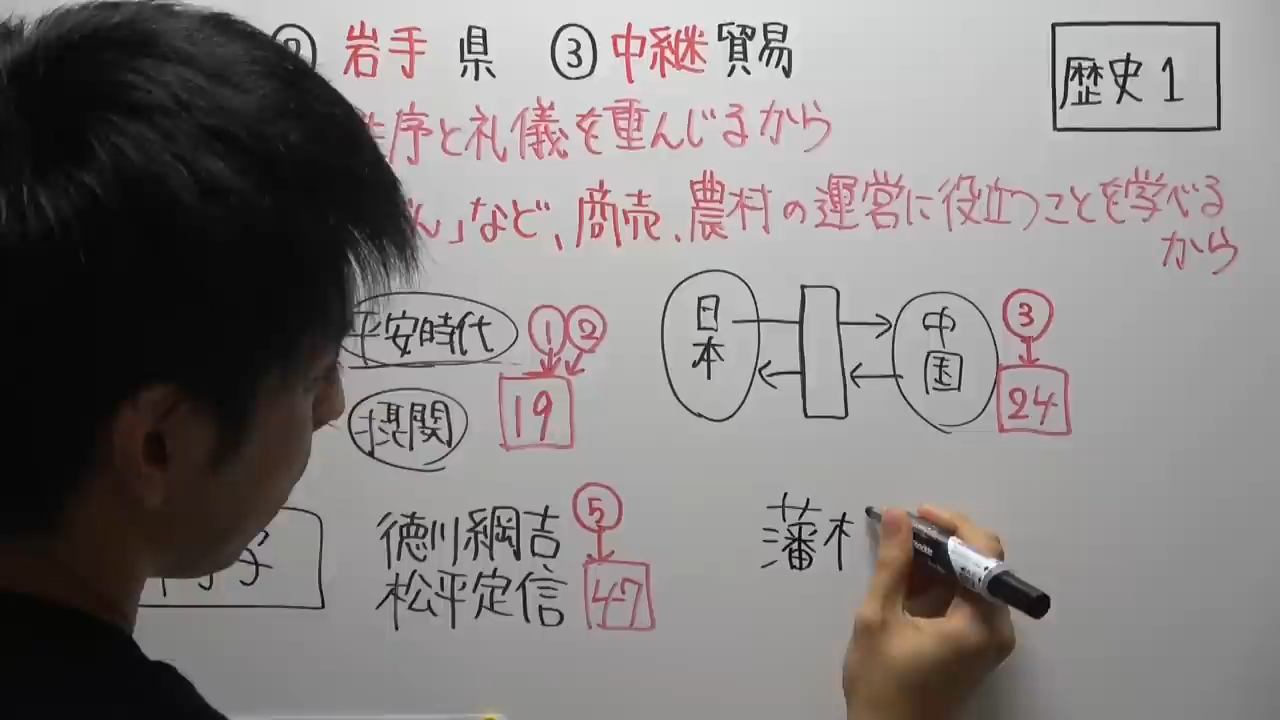 ② 岩手県 ③ 中継貿易
歴史1
秩序と礼儀を重んじるから
ん」など、商売、農村の運営に役立つことを学べる
から
平安時代
① ②
19
摂関
日本
中国
③
24
徳川綱吉
松平定信
⑤
47
学
藩